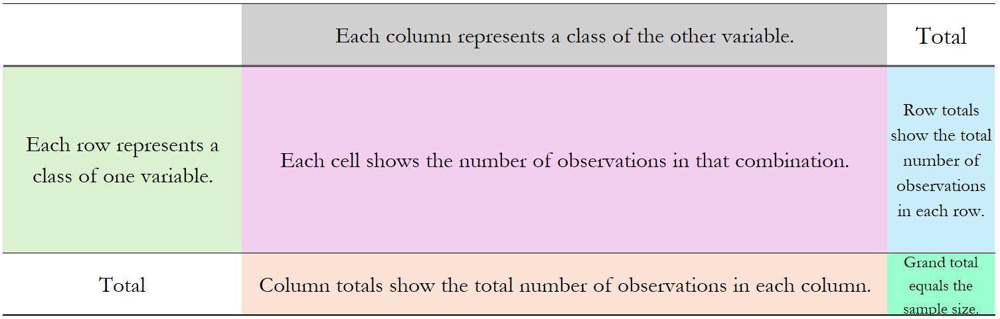 Each column represents a class of the other variable.
Total
Each row represents a
class of one variable.
Each cell shows the number of observations in that combination.
Row totals
show the total
number of
observations
in each row.
Total
Column totals show the total number of observations in each column.
Grand total
equals the
sample size.